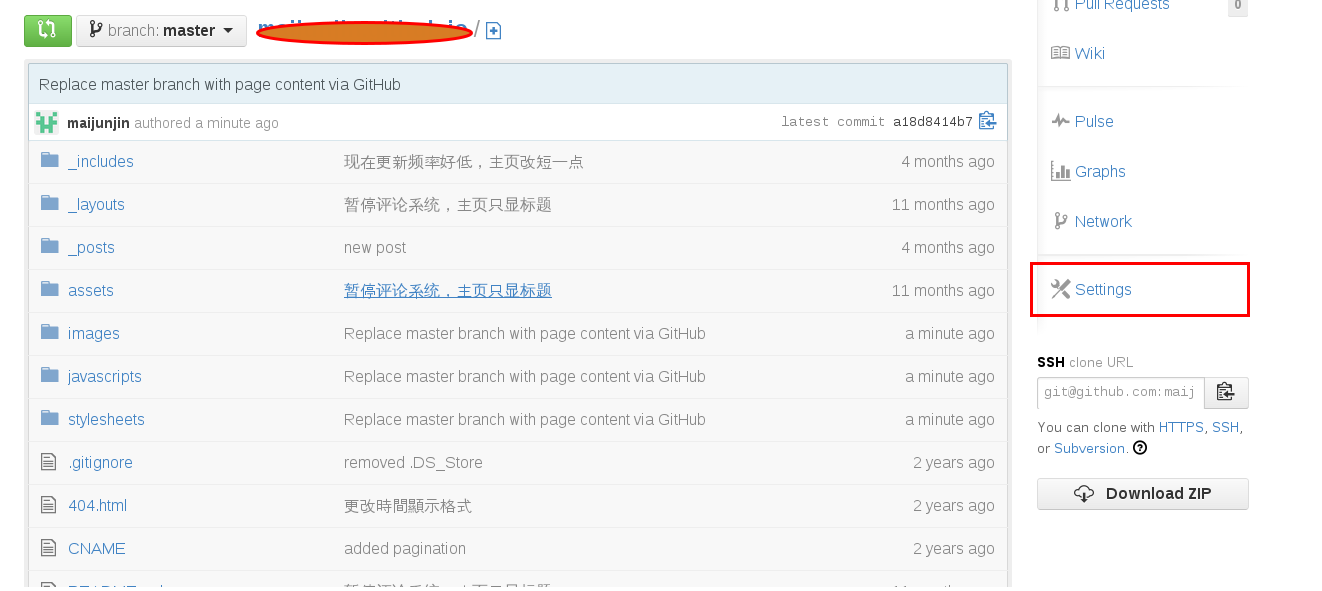 branch: master
/
Replace master branch with page content via GitHub
maijunjin authored a minute ago
latest commit a18d8414b7
_includes 现在更新频率好低，主页改短一点 4 months ago
_layouts 暂停评论系统，主页只显标题 11 months ago
_posts new post 4 months ago
assets 暂停评论系统，主页只显标题 11 months ago
images Replace master branch with page content via GitHub a minute ago
javascripts Replace master branch with page content via GitHub a minute ago
stylesheets Replace master branch with page content via GitHub a minute ago
.gitignore removed .DS_Store 2 years ago
404.html 更改時間顯示格式 2 years ago
CNAME added pagination 2 years ago
Pull Requests 0
Wiki
Pulse
Graphs
Network
Settings
SSH clone URL
git@github.com:maij
You can clone with HTTPS, SSH,
or Subversion.
Download ZIP